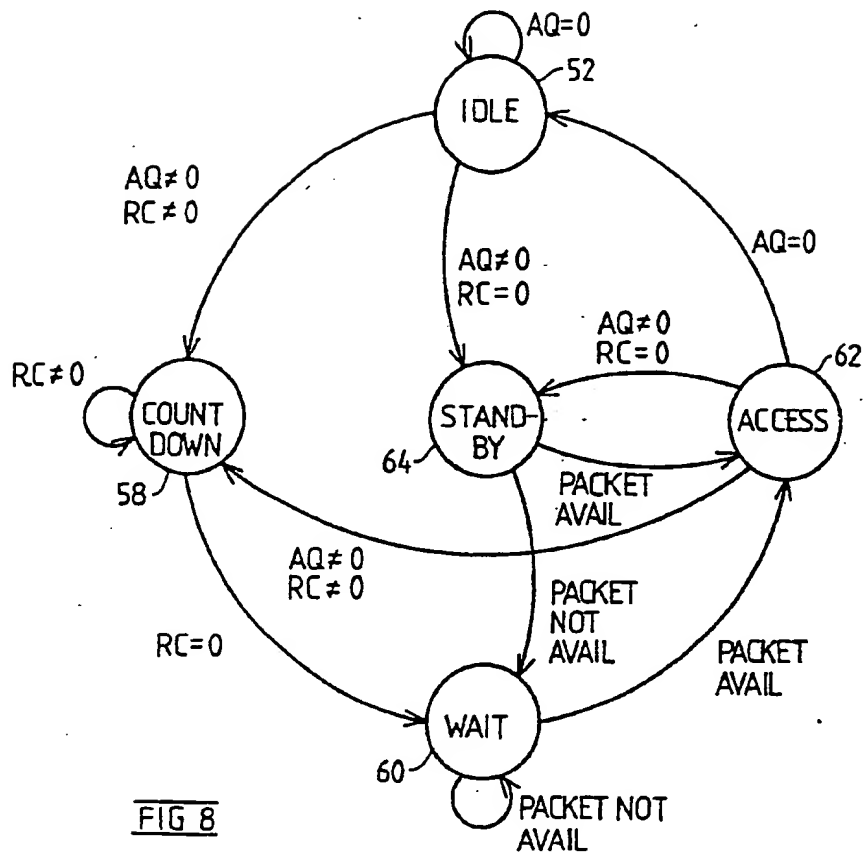 AQ=0
52
IDLE
AQ≠0
RC≠0
AQ≠0
RC=0
AQ=0
AQ≠0
RC=0
62
RC≠0
COUNT
DOWN
58
STAND-
BY
64
ACCESS
PACKET
AVAIL
AQ≠0
RC≠0
RC=0
PACKET
NOT
AVAIL
PACKET
AVAIL
WAIT
60
PACKET NOT
AVAIL
FIG 8